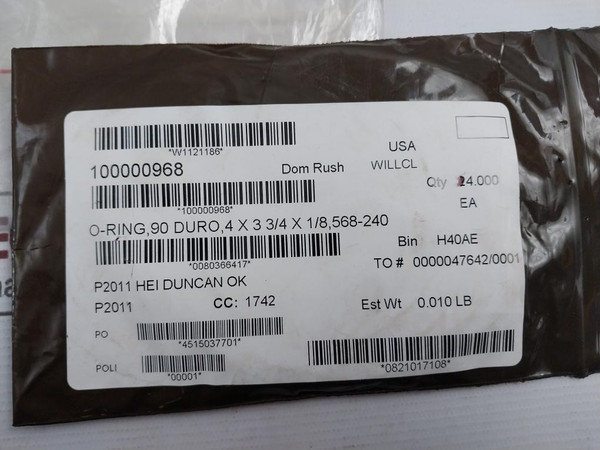 *W1121186*
USA
100000968 Dom Rush WILLCL
Qty 24.000
*100000968*
EA
O-RING,90 DURO,4 X 3 3/4 X 1/8,568-240
Bin H40AE
*0080366417*
TO # 0000047642/0001
P2011 HEI DUNCAN OK
P2011 CC: 1742 Est Wt 0.010 LB
PO
*4515037701*
POLI
*00001*
*0821017108*